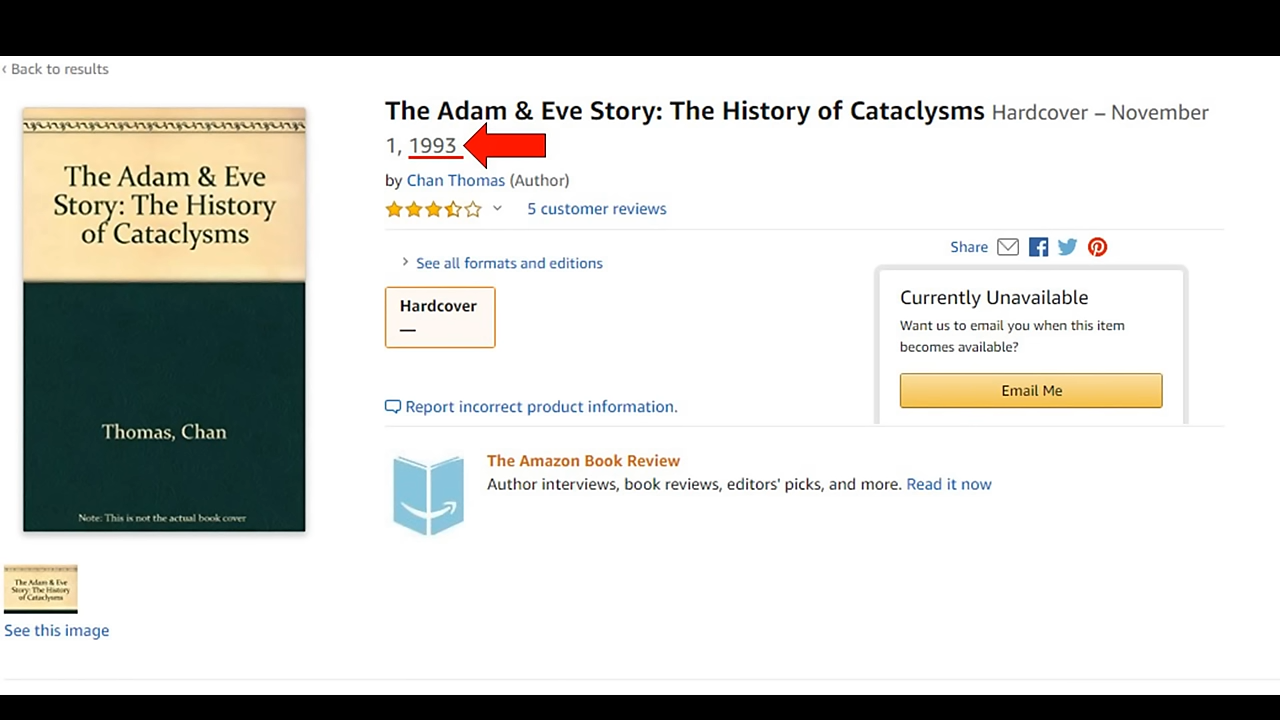 ‹ Back to results
The Adam & Eve Story: The History of Cataclysms Hardcover – November
1, 1993
by Chan Thomas (Author)
5 customer reviews
See all formats and editions
Hardcover
—
Report incorrect product information.
Share
Currently Unavailable
Want us to email you when this item
becomes available?
Email Me
The Amazon Book Review
Author interviews, book reviews, editors' picks, and more. Read it now
The Adam & Eve
Story: The History
of Cataclysms
Thomas, Chan
Note: This is not the actual book cover
The Adam & Eve
Story: The History
of Cataclysms
See this image